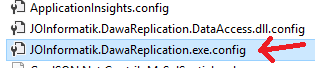 ApplicationInsights.config
JOInformatik.DawaReplication.DataAccess.dll.config
JOInformatik.DawaReplication.exe.config